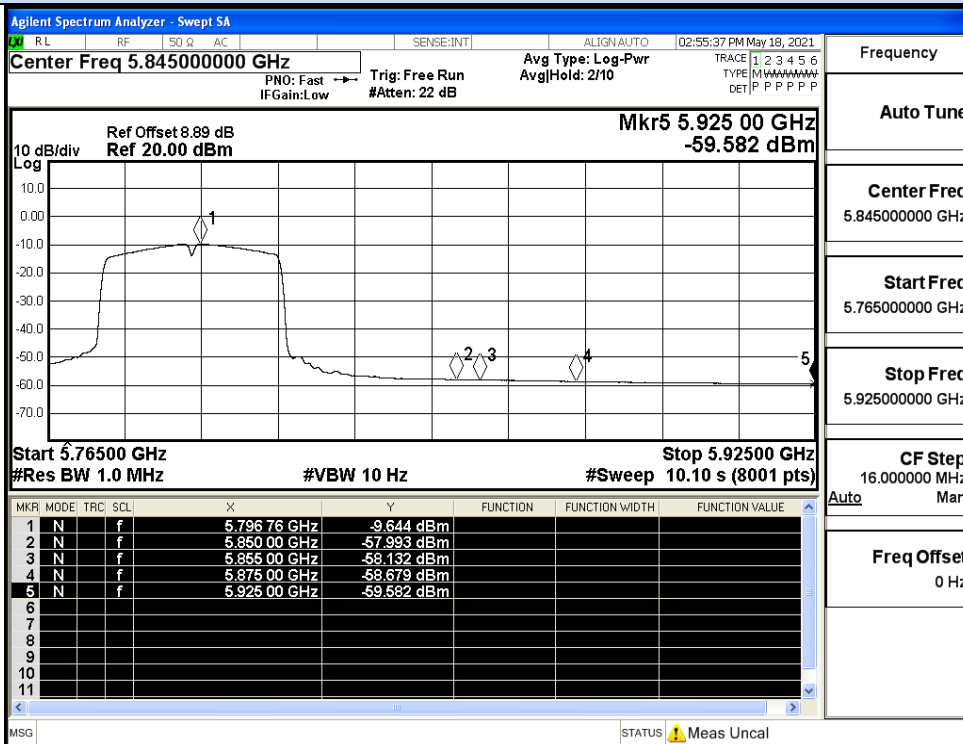 Agilent Spectrum Analyzer - Swept SA
LXI RL RF 50 Ω AC SENSE:INT ALIGN AUTO 02:55:37 PM May 18, 2021
Center Freq 5.845000000 GHz
PNO: Fast
IFGain:Low
Trig: Free Run
#Atten: 22 dB
Avg Type: Log-Pwr
Avg|Hold: 2/10
TRACE 1 2 3 4 5 6
TYPE M
DET P P P P P P
Ref Offset 8.89 dB
Ref 20.00 dBm
10 dB/div
Log
Mkr5 5.925 00 GHz
-59.582 dBm
10.0
0.00
-10.0
-20.0
-30.0
-40.0
-50.0
-60.0
-70.0
1
2
3
4
5
Start 5.76500 GHz
Stop 5.92500 GHz
#Res BW 1.0 MHz
#VBW 10 Hz
#Sweep 10.10 s (8001 pts)
MKR MODE TRC SCL X Y FUNCTION FUNCTION WIDTH FUNCTION VALUE
1 N f 5.796 76 GHz -9.644 dBm
2 N f 5.850 00 GHz -57.993 dBm
3 N f 5.855 00 GHz -58.132 dBm
4 N f 5.875 00 GHz -58.679 dBm
5 N f 5.925 00 GHz -59.582 dBm
6
7
8
9
10
11
MSG
STATUS Meas Uncal
Frequency
Auto Tune
Center Freq
5.845000000 GHz
Start Freq
5.765000000 GHz
Stop Freq
5.925000000 GHz
CF Step
16.000000 MHz
Auto Man
Freq Offset
0 Hz